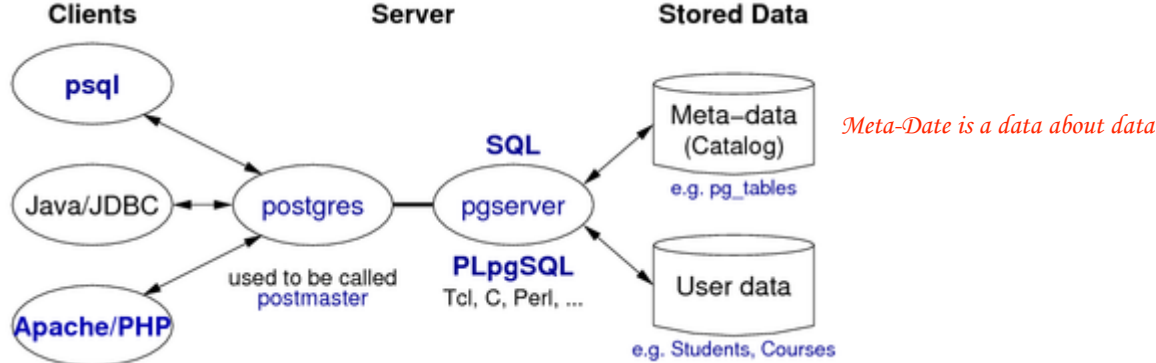 Clients
Server
Stored Data
psql
Meta-data
(Catalog)
Meta-Date is a data about data
SQL
e.g. pg_tables
Java/JDBC
postgres
pgserver
used to be called
postmaster
PLpgSQL
Tcl, C, Perl, ...
User data
Apache/PHP
e.g. Students, Courses